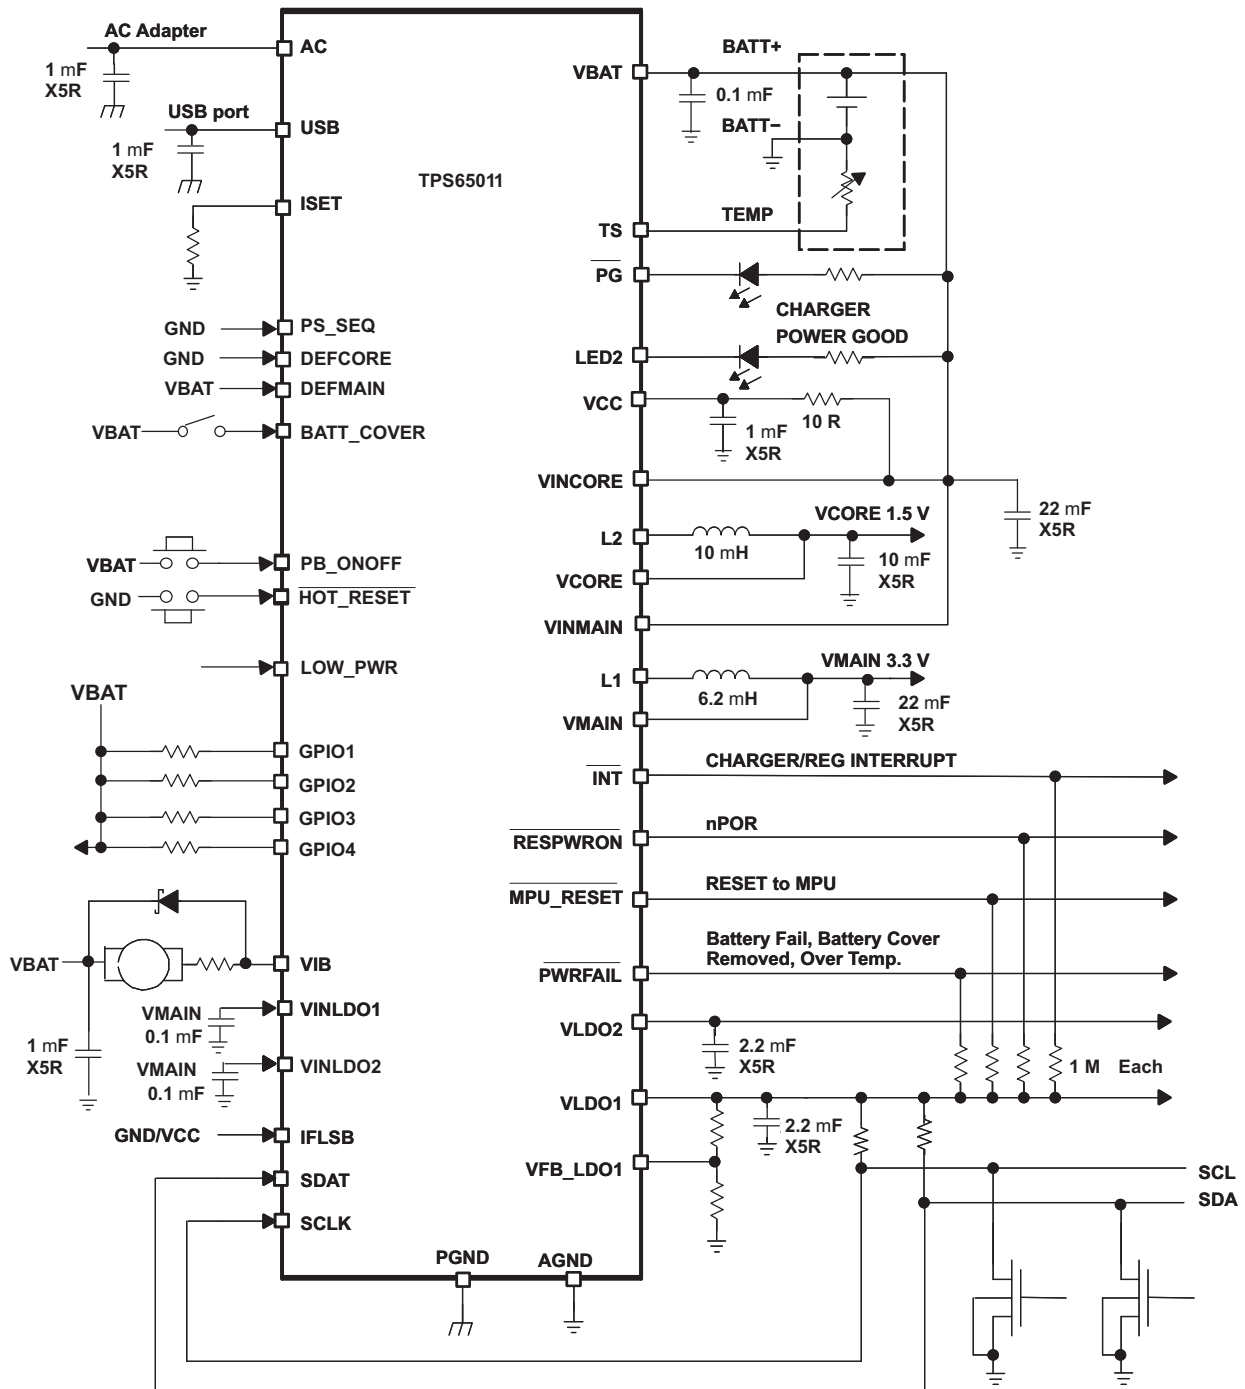 AC Adapter
AC
1 mF
X5R
USB port
USB
1 mF
X5R
TPS65011
ISET
GND
PS_SEQ
GND
DEFCORE
VBAT
DEFMAIN
VBAT
BATT_COVER
VBAT
PB_ONOFF
GND
HOT_RESET
LOW_PWR
VBAT
GPIO1
GPIO2
GPIO3
GPIO4
VBAT
VIB
VMAIN
0.1 mF
VINLDO1
1 mF
X5R
VMAIN
0.1 mF
VINLDO2
GND/VCC
IFLSB
SDAT
SCLK
PGND
AGND
BATT+
VBAT
0.1 mF
BATT−
TEMP
TS
PG
CHARGER
POWER GOOD
LED2
VCC
10 R
1 mF
X5R
VINCORE
22 mF
X5R
VCORE 1.5 V
L2
10 mH
10 mF
X5R
VCORE
VINMAIN
VMAIN 3.3 V
L1
6.2 mH
22 mF
X5R
VMAIN
CHARGER/REG INTERRUPT
INT
nPOR
RESPWRON
RESET to MPU
MPU_RESET
Battery Fail, Battery Cover
Removed, Over Temp.
PWRFAIL
VLDO2
2.2 mF
X5R
1 M Each
VLDO1
2.2 mF
X5R
VFB_LDO1
SCL
SDA